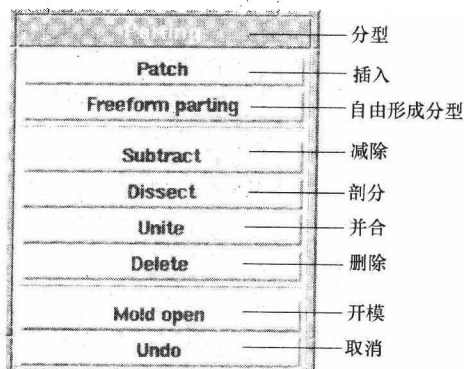 分型
Patch 插入
Freeform parting 自由形成分型
Subtract 减除
Dissect 剖分
Unite 并合
Delete 删除
Mold open 开模
Undo 取消